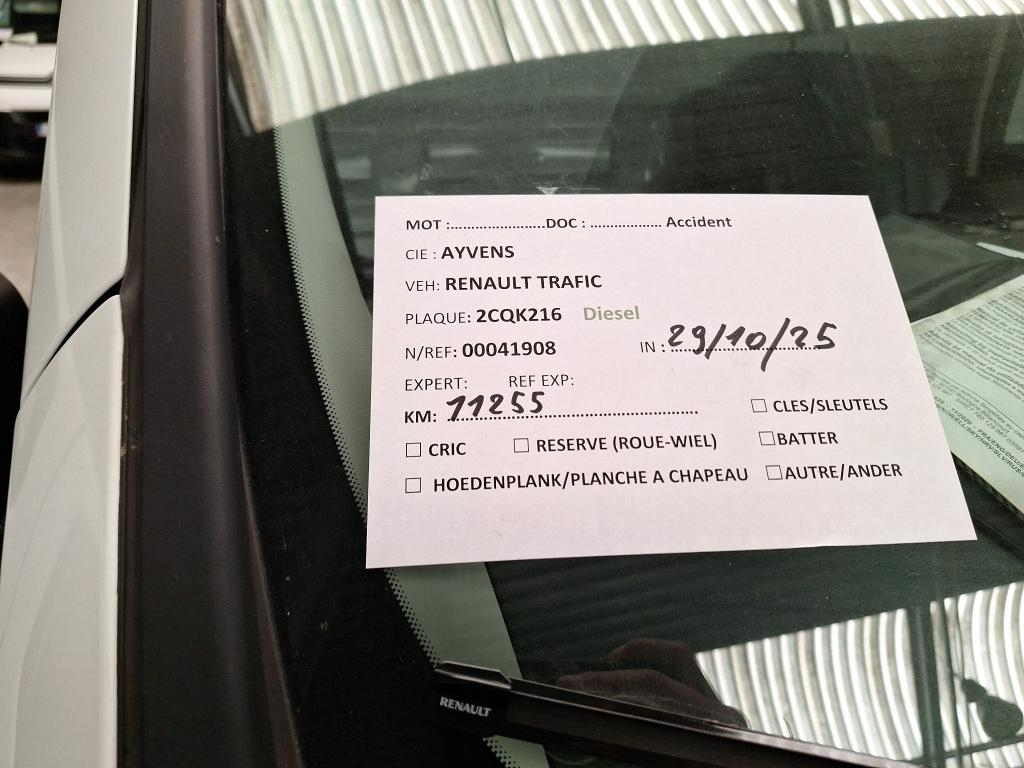 MOT :........................DOC : .................. Accident
CIE : AYVENS
VEH: RENAULT TRAFIC
PLAQUE: 2CQK216 Diesel
N/REF: 00041908 IN : 29/10/25
EXPERT: REF EXP:
KM: 11255
☐ CLES/SLEUTELS
☐ CRIC ☐ RESERVE (ROUE-WIEL) ☐BATTER
☐ HOEDENPLANK/PLANCHE A CHAPEAU ☐AUTRE/ANDER
RENAULT